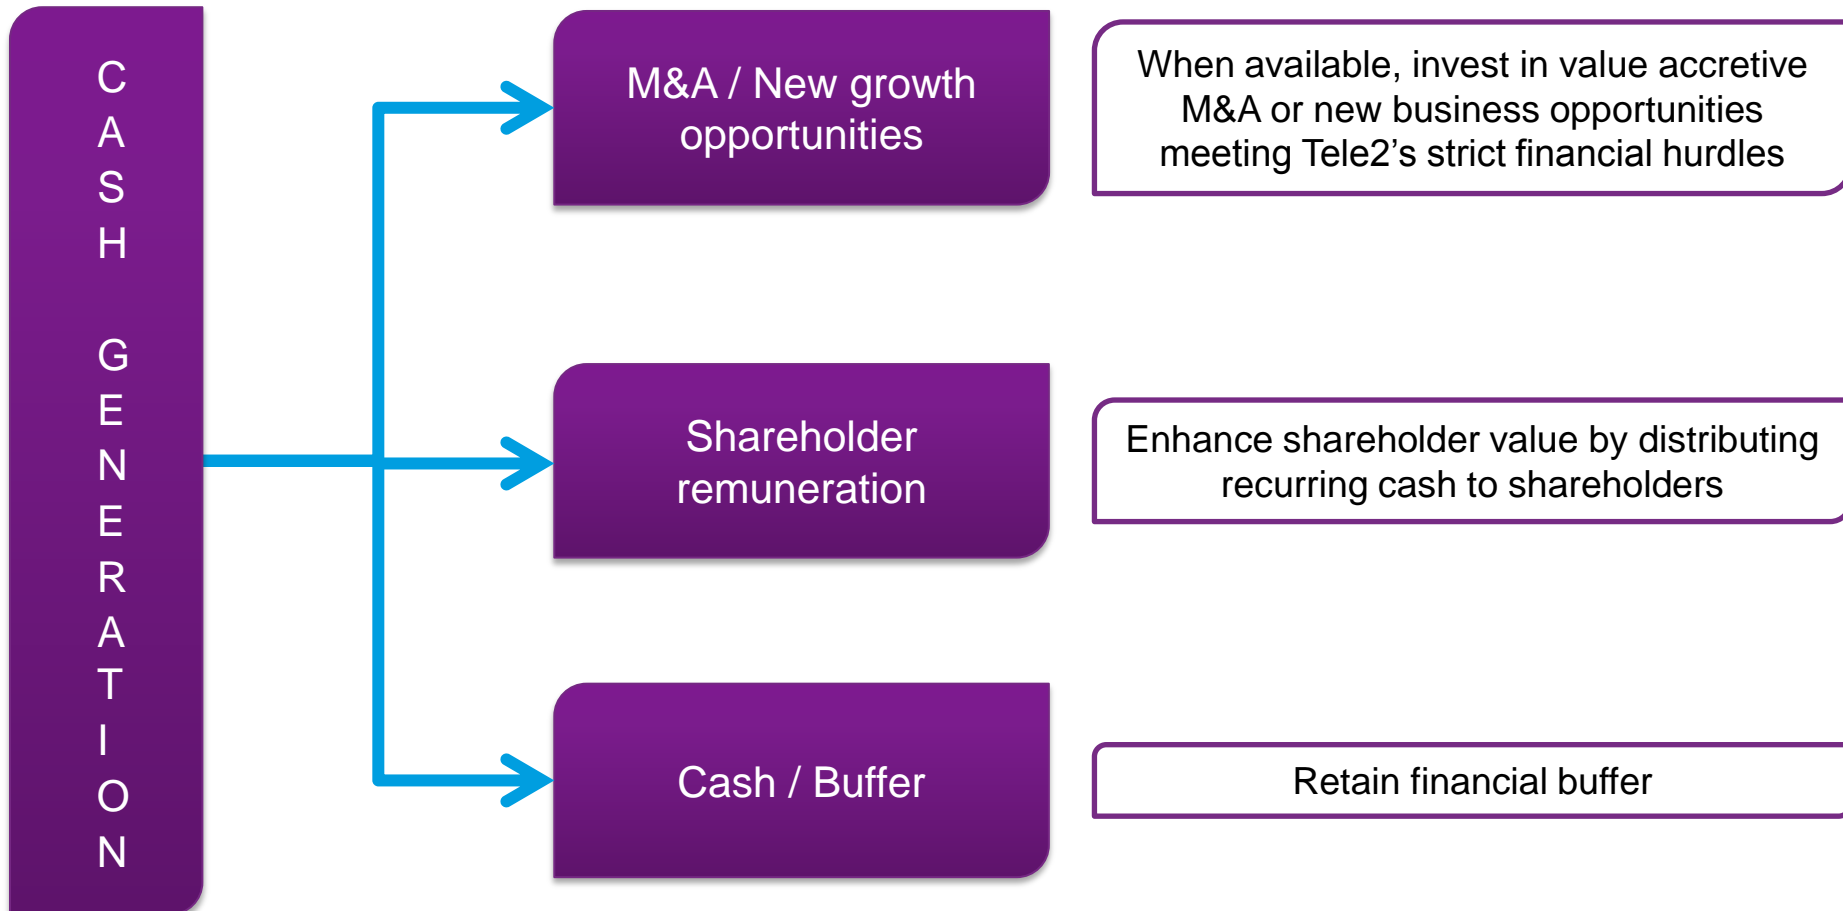 CASH GENERATION
M&A / New growth
opportunities
When available, invest in value accretive
M&A or new business opportunities
meeting Tele2’s strict financial hurdles
Shareholder
remuneration
Enhance shareholder value by distributing
recurring cash to shareholders
Cash / Buffer
Retain financial buffer